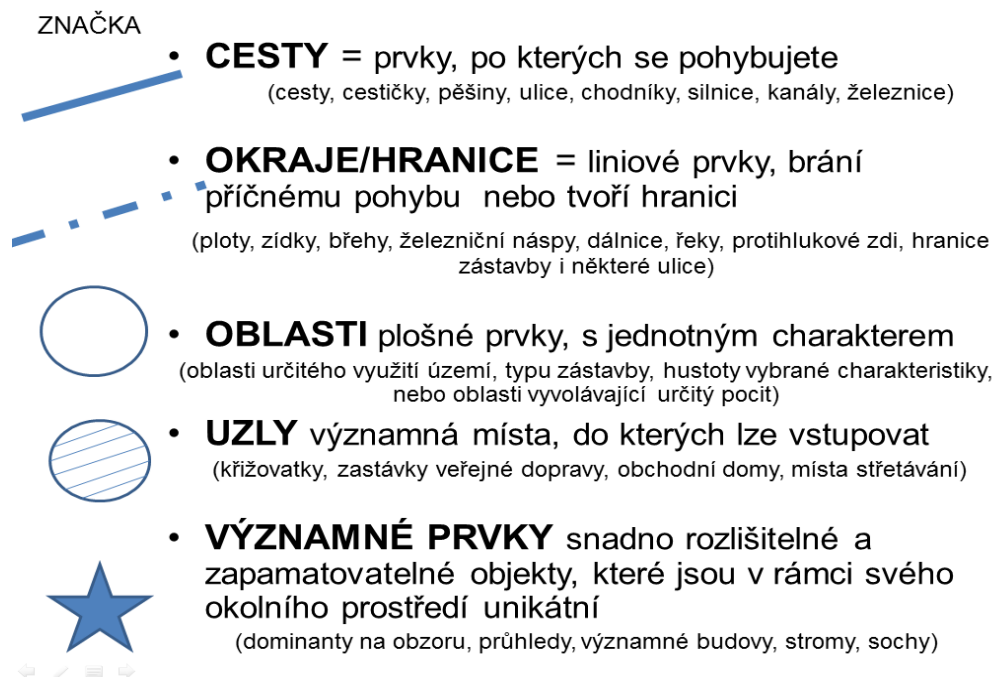 ZNAČKA
• CESTY = prvky, po kterých se pohybujete
(cesty, cestičky, pěšiny, ulice, chodníky, silnice, kanály, železnice)
• OKRAJE/HRANICE = liniové prvky, brání
příčnému pohybu nebo tvoří hranici
(ploty, zídky, břehy, železniční náspy, dálnice, řeky, protihlukové zdi, hranice
zástavby i některé ulice)
• OBLASTI plošné prvky, s jednotným charakterem
(oblasti určitého využití území, typu zástavby, hustoty vybrané charakteristiky,
nebo oblasti vyvolávající určitý pocit)
• UZLY významná místa, do kterých lze vstupovat
(křižovatky, zastávky veřejné dopravy, obchodní domy, místa střetávání)
• VÝZNAMNÉ PRVKY snadno rozlišitelné a
zapamatovatelné objekty, které jsou v rámci svého
okolního prostředí unikátní
(dominanty na obzoru, průhledy, významné budovy, stromy, sochy)